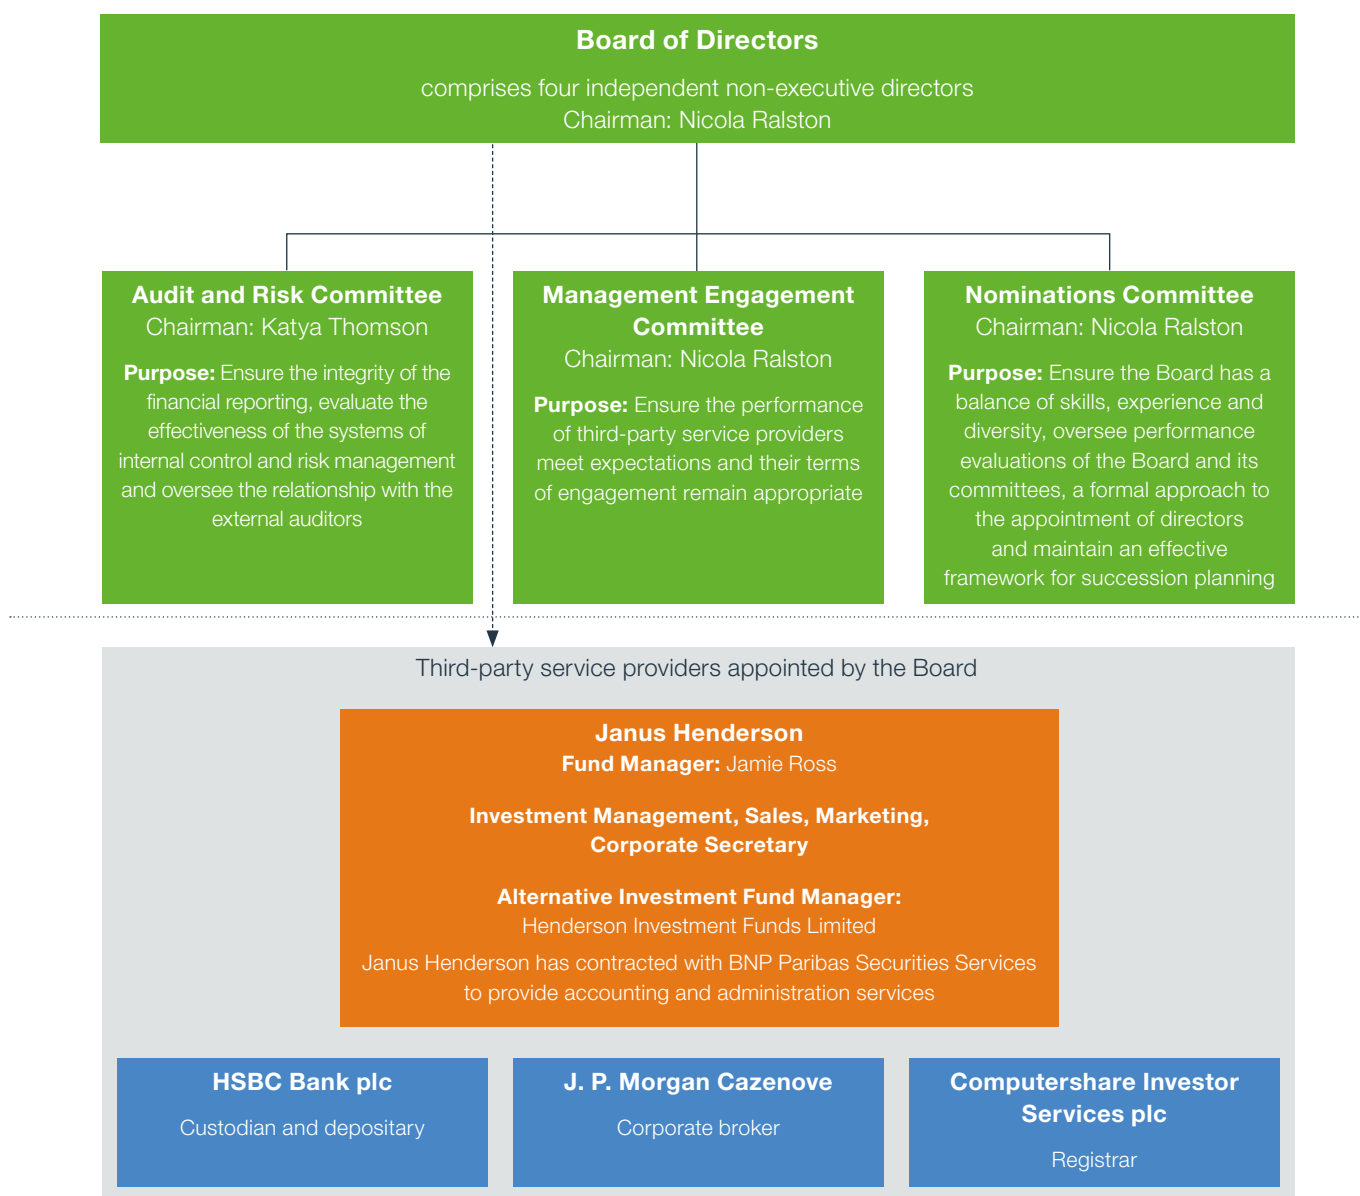 Board of Directors
comprises four independent non-executive directors
Chairman: Nicola Ralston
Audit and Risk Committee
Chairman: Katya Thomson
Purpose: Ensure the integrity of the
financial reporting, evaluate the
effectiveness of the systems of
internal control and risk management
and oversee the relationship with the
external auditors
Management Engagement
Committee
Chairman: Nicola Ralston
Purpose: Ensure the performance
of third-party service providers
meet expectations and their terms
of engagement remain appropriate
Nominations Committee
Chairman: Nicola Ralston
Purpose: Ensure the Board has a
balance of skills, experience and
diversity, oversee performance
evaluations of the Board and its
committees, a formal approach to
the appointment of directors
and maintain an effective
framework for succession planning
Third-party service providers appointed by the Board
Janus Henderson
Fund Manager: Jamie Ross
Investment Management, Sales, Marketing,
Corporate Secretary
Alternative Investment Fund Manager:
Henderson Investment Funds Limited
Janus Henderson has contracted with BNP Paribas Securities Services
to provide accounting and administration services
HSBC Bank plc
Custodian and depositary
J. P. Morgan Cazenove
Corporate broker
Computershare Investor
Services plc
Registrar